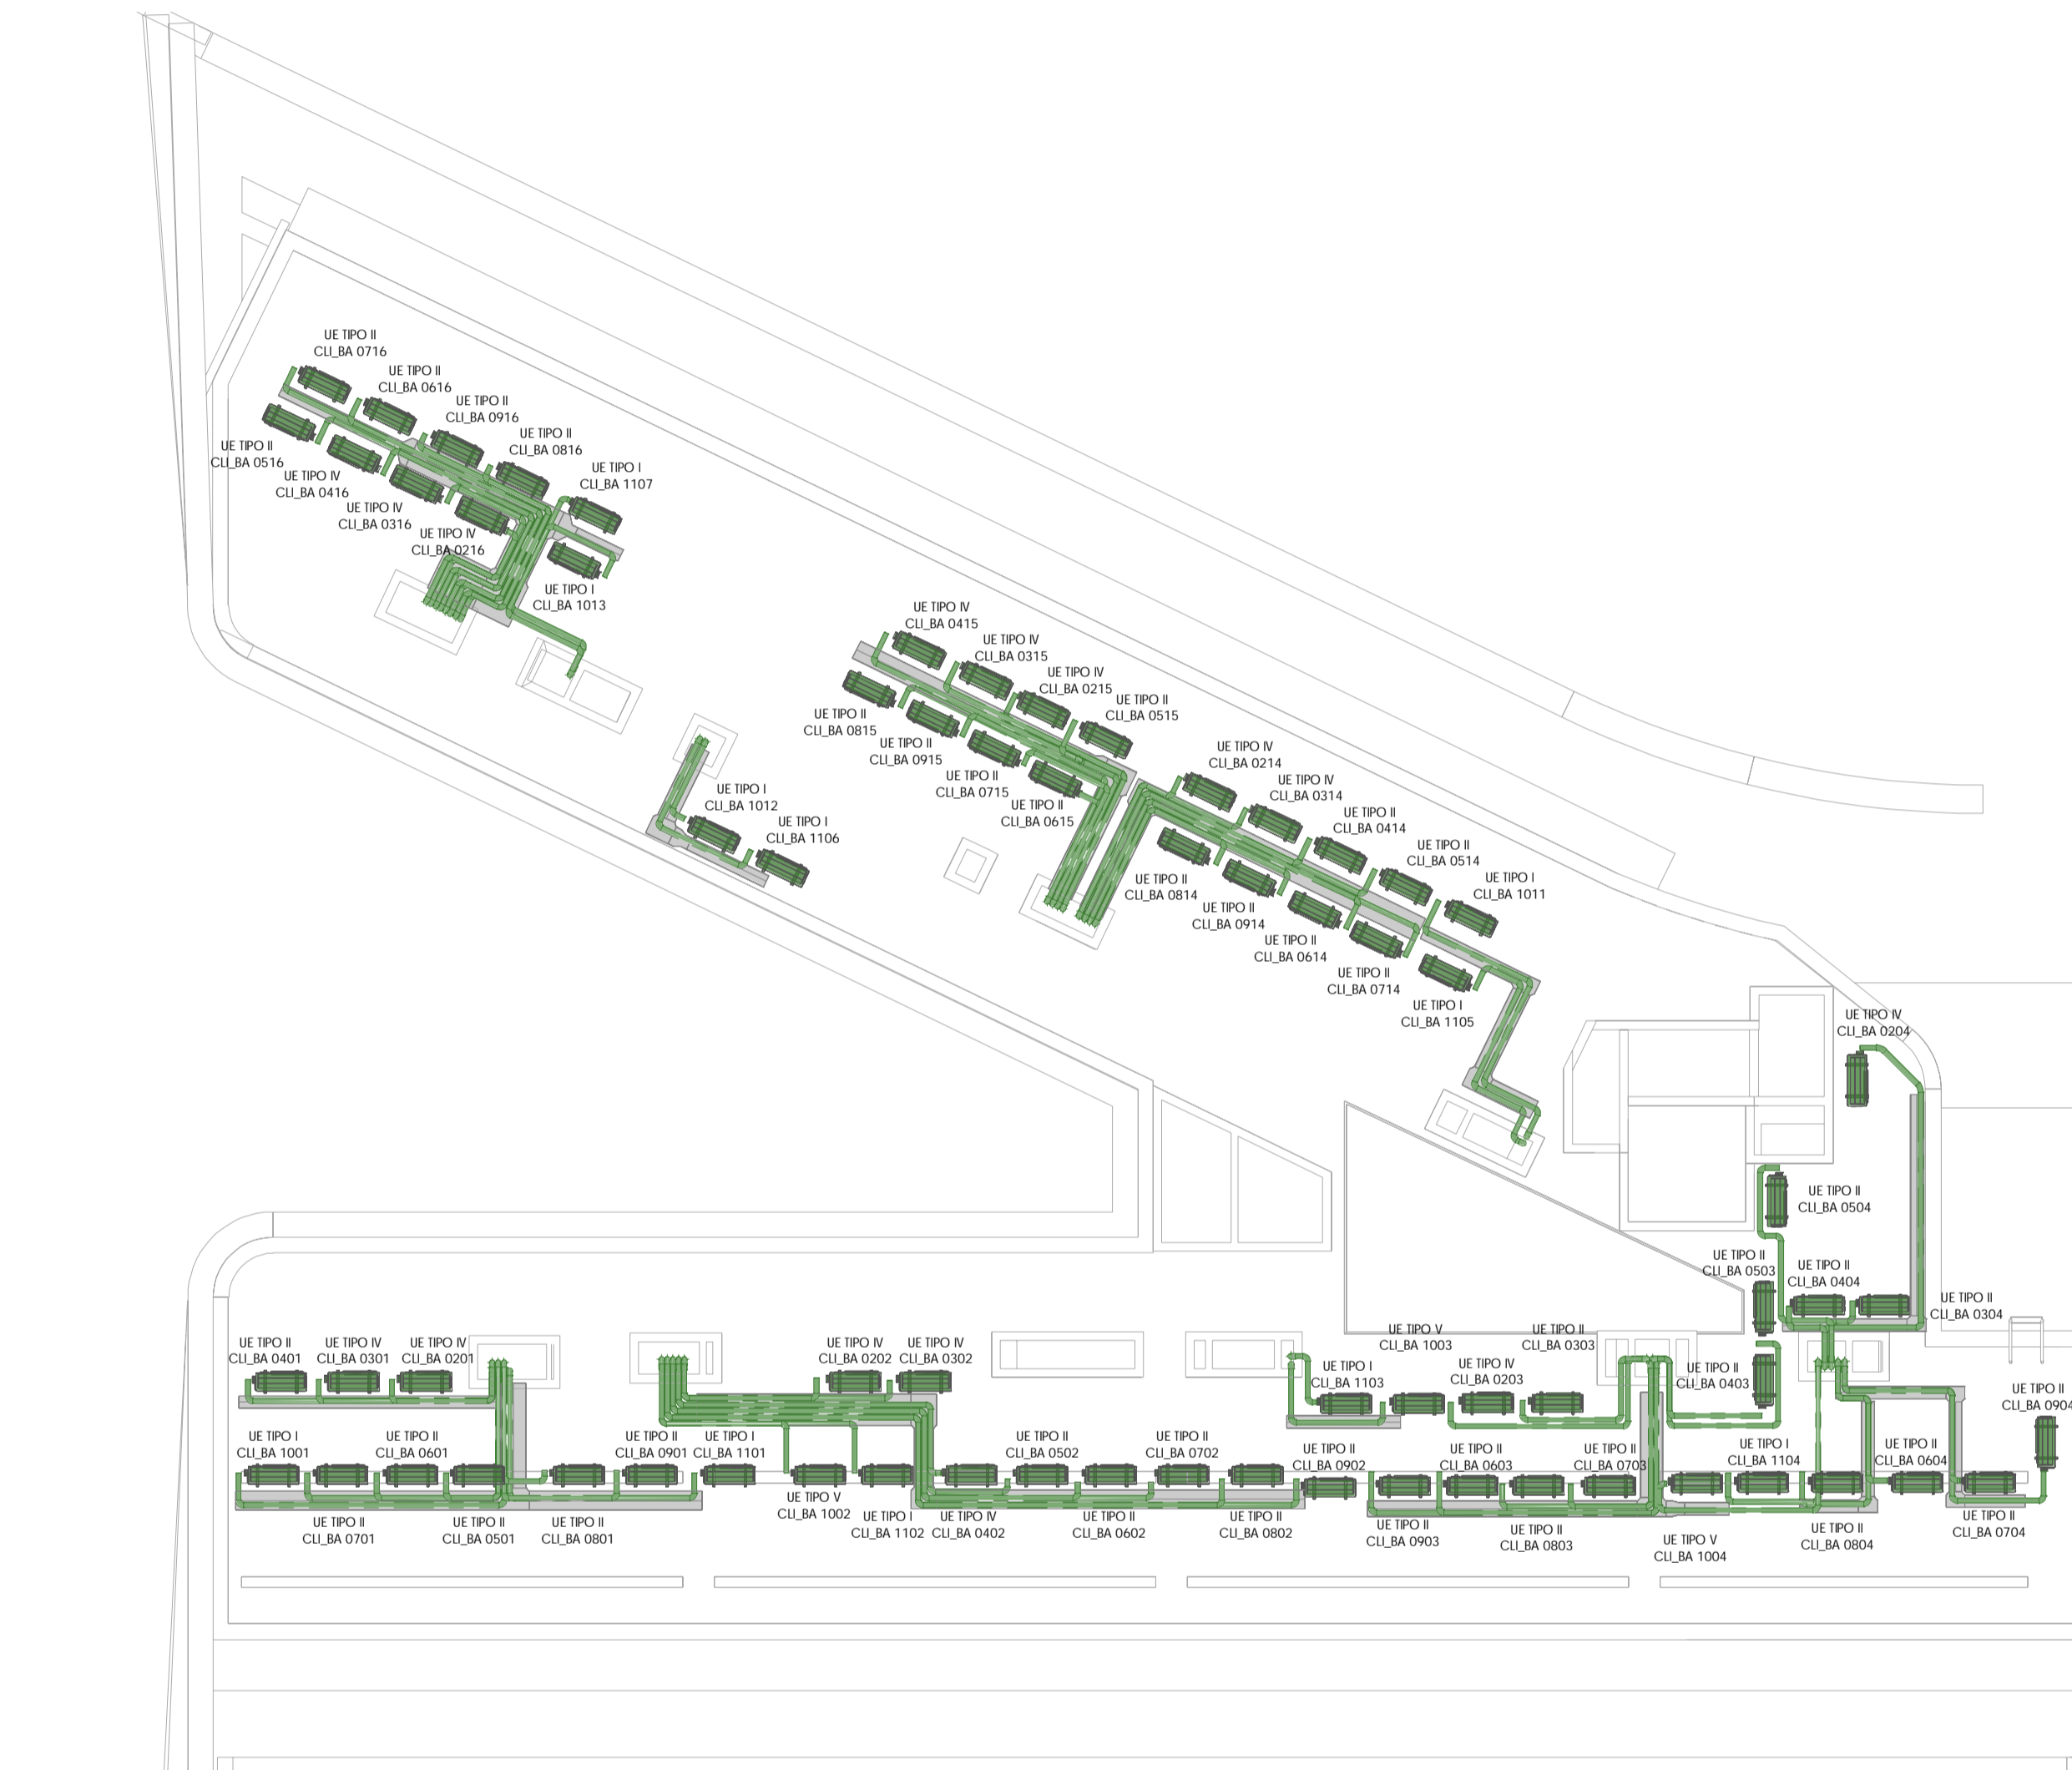 UE TIPO II
CLI_BA 0716
UE TIPO II
CLI_BA 0616
UE TIPO II
CLI_BA 0916
UE TIPO II
CLI_BA 0816
UE TIPO I
CLI_BA 1107
UE TIPO II
CLI_BA 0516
UE TIPO IV
CLI_BA 0416
UE TIPO IV
CLI_BA 0316
UE TIPO IV
CLI_BA 0216
UE TIPO I
CLI_BA 1013
UE TIPO IV
CLI_BA 0415
UE TIPO IV
CLI_BA 0315
UE TIPO IV
CLI_BA 0215
UE TIPO II
CLI_BA 0515
UE TIPO II
CLI_BA 0815
UE TIPO II
CLI_BA 0915
UE TIPO II
CLI_BA 0715
UE TIPO II
CLI_BA 0615
UE TIPO I
CLI_BA 1012
UE TIPO I
CLI_BA 1106
UE TIPO IV
CLI_BA 0214
UE TIPO IV
CLI_BA 0314
UE TIPO II
CLI_BA 0414
UE TIPO II
CLI_BA 0514
UE TIPO I
CLI_BA 1011
UE TIPO II
CLI_BA 0814
UE TIPO II
CLI_BA 0914
UE TIPO II
CLI_BA 0614
UE TIPO II
CLI_BA 0714
UE TIPO I
CLI_BA 1105
UE TIPO IV
CLI_BA 0204
UE TIPO II
CLI_BA 0504
UE TIPO II
CLI_BA 0503
UE TIPO II
CLI_BA 0404
UE TIPO II
CLI_BA 0304
UE TIPO II
CLI_BA 0401
UE TIPO IV
CLI_BA 0301
UE TIPO IV
CLI_BA 0201
UE TIPO IV
CLI_BA 0202
UE TIPO IV
CLI_BA 0302
UE TIPO I
CLI_BA 1103
UE TIPO V
CLI_BA 1003
UE TIPO IV
CLI_BA 0203
UE TIPO II
CLI_BA 0303
UE TIPO II
CLI_BA 0403
UE TIPO II
CLI_BA 0904
UE TIPO I
CLI_BA 1001
UE TIPO II
CLI_BA 0601
UE TIPO II
CLI_BA 0901
UE TIPO I
CLI_BA 1101
UE TIPO II
CLI_BA 0502
UE TIPO II
CLI_BA 0702
UE TIPO II
CLI_BA 0902
UE TIPO II
CLI_BA 0603
UE TIPO II
CLI_BA 0703
UE TIPO I
CLI_BA 1104
UE TIPO II
CLI_BA 0604
UE TIPO II
CLI_BA 0701
UE TIPO II
CLI_BA 0501
UE TIPO II
CLI_BA 0801
UE TIPO V
CLI_BA 1002
UE TIPO I
CLI_BA 1102
UE TIPO IV
CLI_BA 0402
UE TIPO II
CLI_BA 0602
UE TIPO II
CLI_BA 0802
UE TIPO II
CLI_BA 0903
UE TIPO II
CLI_BA 0803
UE TIPO V
CLI_BA 1004
UE TIPO II
CLI_BA 0804
UE TIPO II
CLI_BA 0704